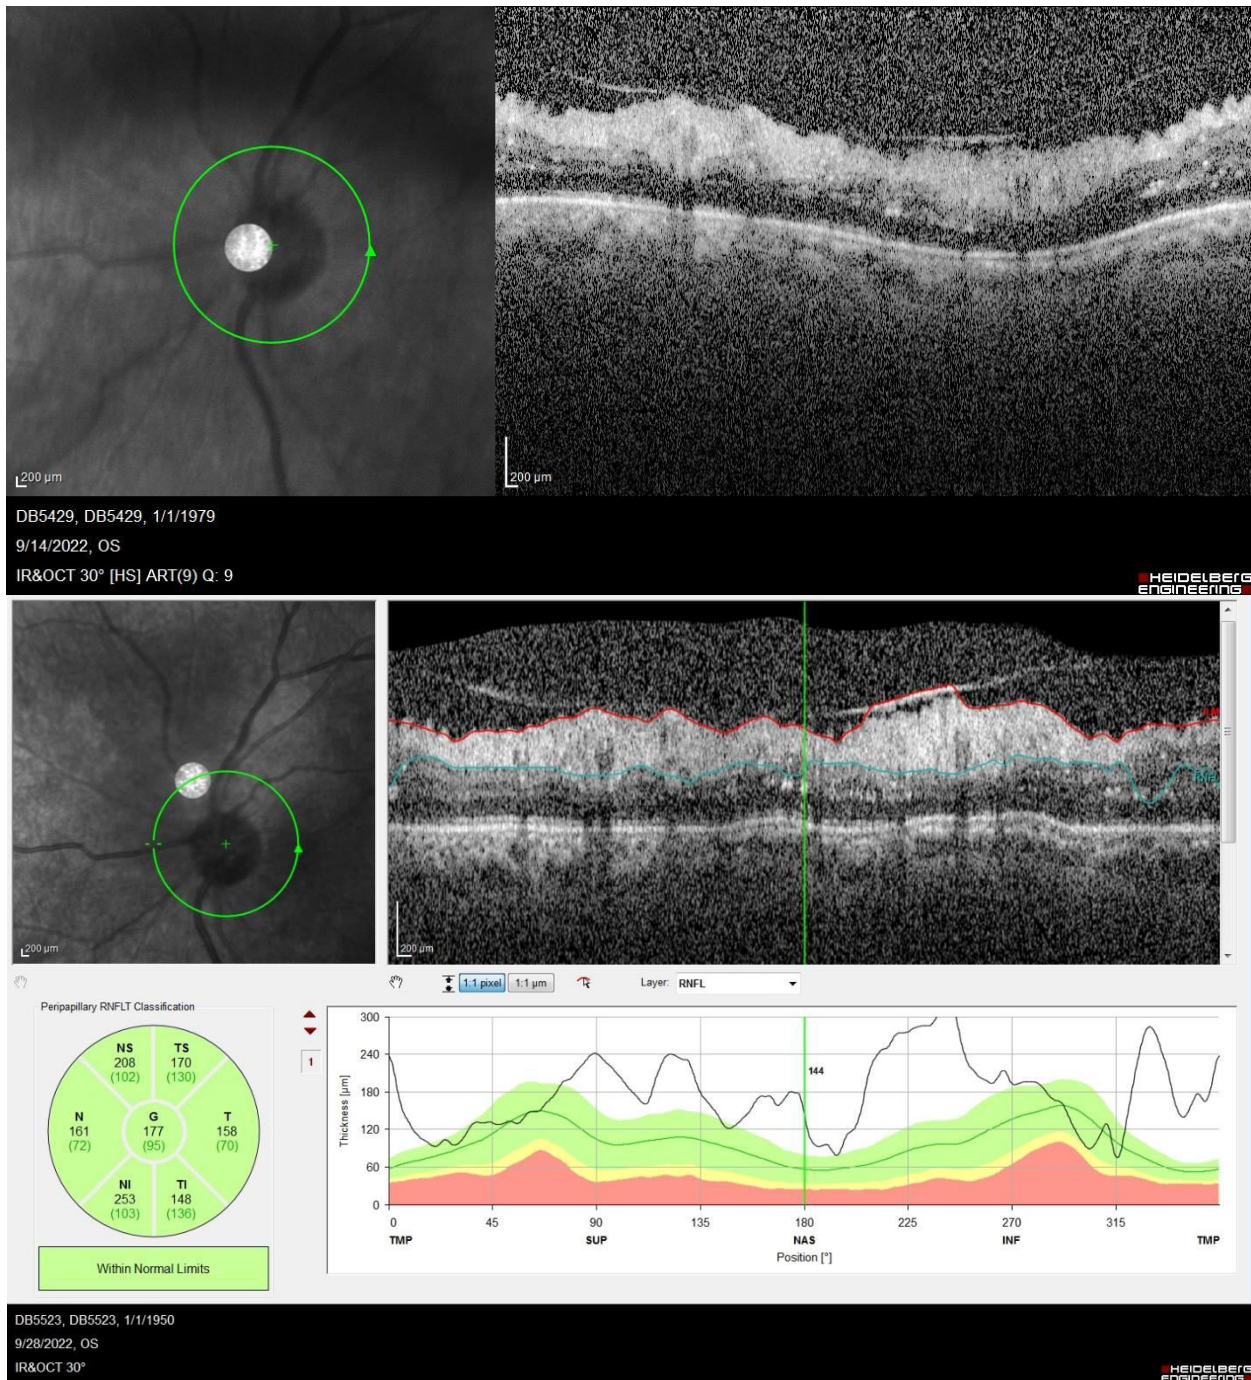 200 µm
200 µm
DB5429, DB5429, 1/1/1979
9/14/2022, OS
IR&OCT 30° [HS] ART(9) Q: 9
HEIDELBERG
ENGINEERING
200 µm
200 µm
1:1 pixel 1:1 µm Layer: RNFL
Peripapillary RNFLT Classification
NS TS
208 170
(102) (130)
N G T
161 177 158
(72) (95) (70)
NI TI
253 148
(103) (136)
Within Normal Limits
1
Thickness [µm]
300
240
180
120
60
0
144
0 45 90 135 180 225 270 315
TMP SUP NAS INF TMP
Position [°]
DB5523, DB5523, 1/1/1950
9/28/2022, OS
IR&OCT 30°
HEIDELBERG
ENGINEERING